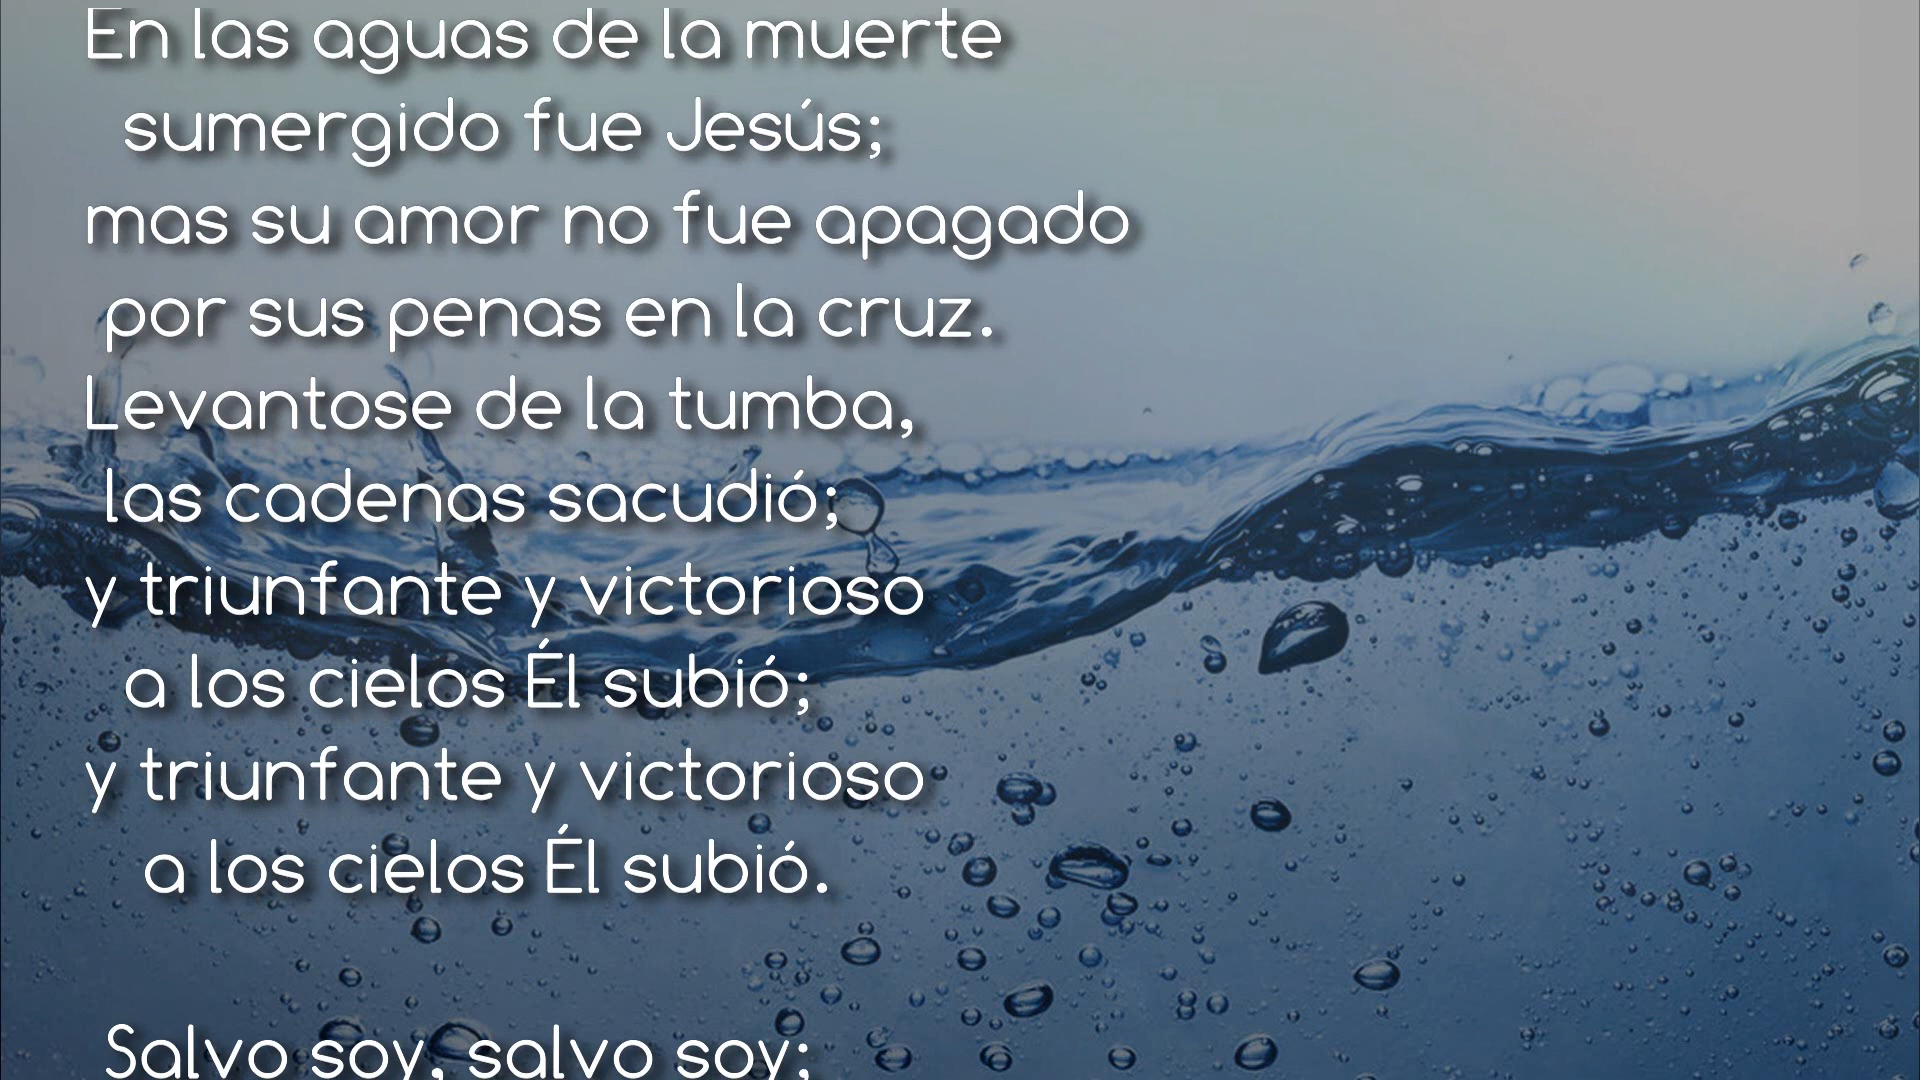 En las aguas de la muerte
sumergido fue Jesús;
mas su amor no fue apagado
por sus penas en la cruz.
Levantose de la tumba,
las cadenas sacudió;
y triunfante y victorioso
a los cielos Él subió;
y triunfante y victorioso
a los cielos Él subió.
Salvo soy, salvo soy;